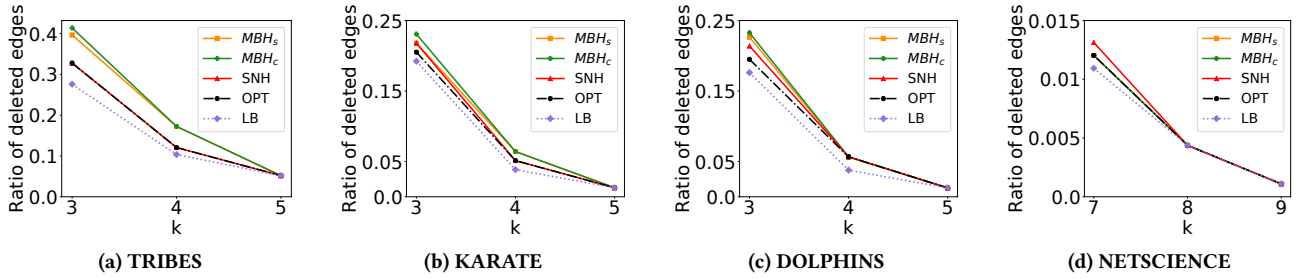 Ratio of deleted edges
0.4
0.3
0.2
0.1
0.0
3 4 5
k
MBHs
MBHc
SNH
OPT
LB
(a) TRIBES
Ratio of deleted edges
0.25
0.15
0.05
0.0
3 4 5
k
MBHs
MBHc
SNH
OPT
LB
(b) KARATE
Ratio of deleted edges
0.25
0.15
0.05
0.0
3 4 5
k
MBHs
MBHc
SNH
OPT
LB
(c) DOLPHINS
Ratio of deleted edges
0.015
0.010
0.005
0.0
7 8 9
k
MBHs
MBHc
SNH
OPT
LB
(d) NETSCIENCE